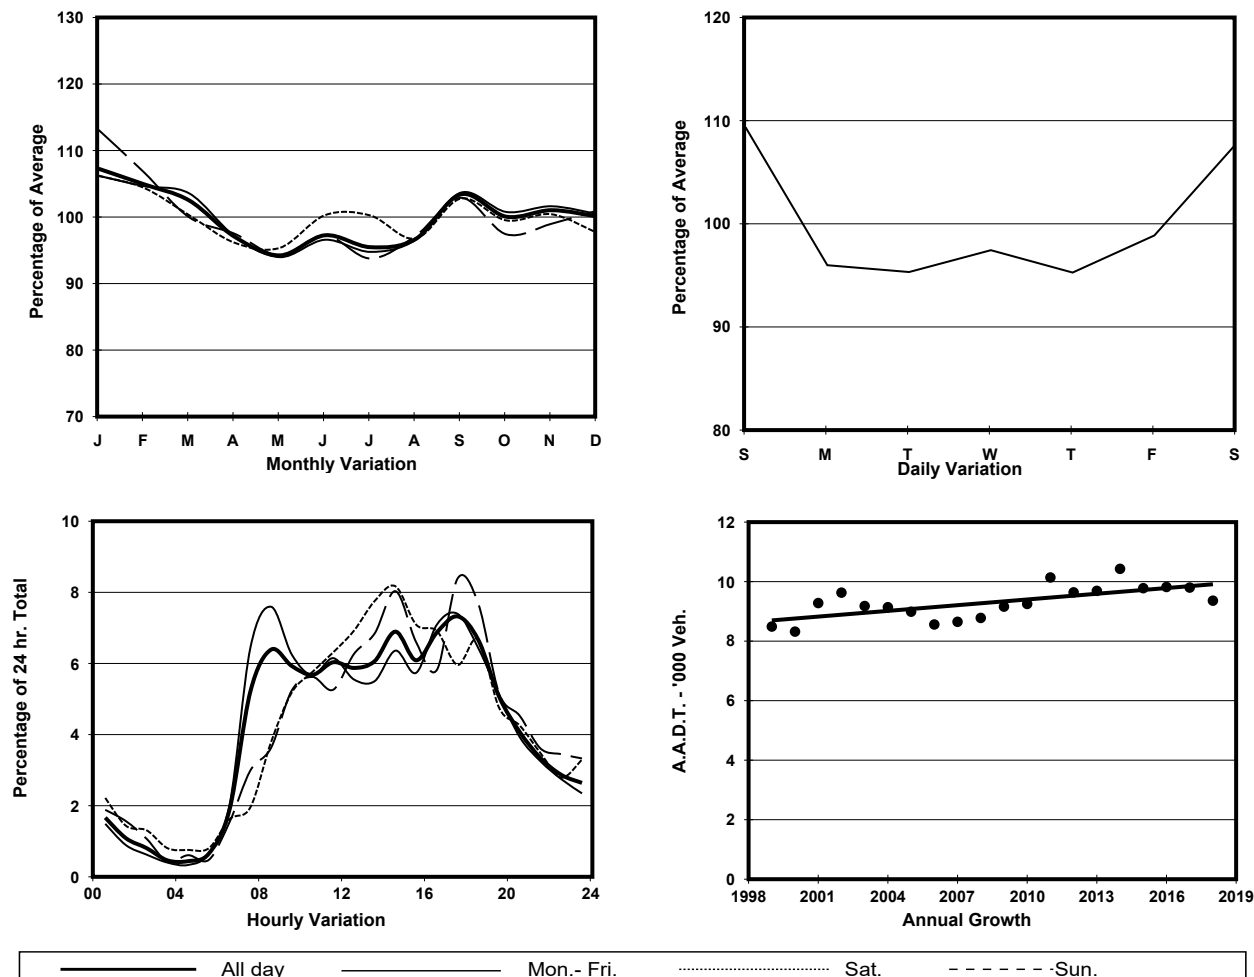 130
120
110
100
90
80
70
Percentage of Average
J F M A M J J A S O N D
Monthly Variation
120
110
100
90
80
Percentage of Average
S M T W T F S
Daily Variation
10
8
6
4
2
0
Percentage of 24 hr. Total
00 04 08 12 16 20 24
Hourly Variation
12
10
8
6
4
2
0
A.A.D.T. - '000 Veh.
1998 2001 2004 2007 2010 2013 2016 2019
Annual Growth
All day Mon.- Fri. Sat. Sun.